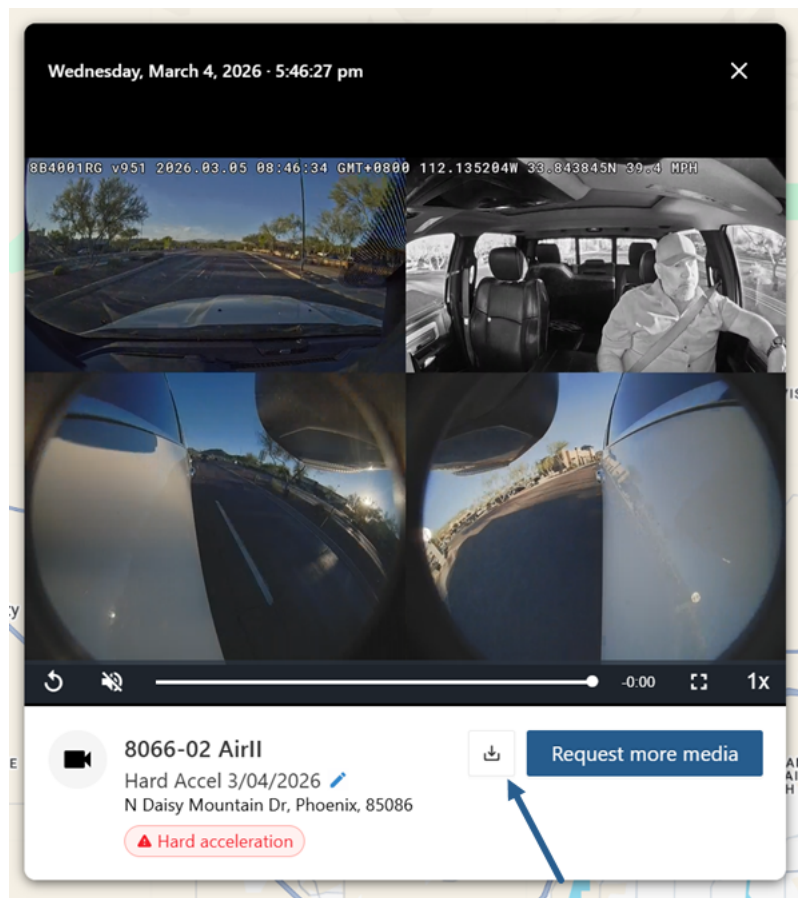 Wednesday, March 4, 2026 · 5:46:27 pm
8B4001RG v951 2026.03.05 08:46:34 GMT+0800 112.135204W 33.843845N 39.4 MPH
-0:00
1x
8066-02 AirII
Request more media
Hard Accel 3/04/2026
N Daisy Mountain Dr, Phoenix, 85086
Hard acceleration